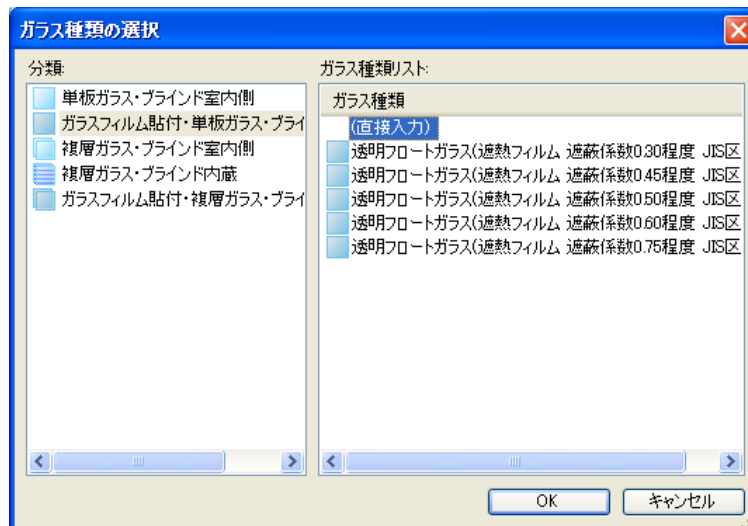 ガラス種類の選択
分類:
単板ガラス・ブラインド室内側
ガラスフィルム貼付・単板ガラス・ブライ
複層ガラス・ブラインド室内側
複層ガラス・ブラインド内蔵
ガラスフィルム貼付・複層ガラス・ブライ
ガラス種類リスト:
ガラス種類
(直接入力)
透明フロートガラス(遮熱フィルム 遮蔽係数0.30程度 JIS区
透明フロートガラス(遮熱フィルム 遮蔽係数0.45程度 JIS区
透明フロートガラス(遮熱フィルム 遮蔽係数0.50程度 JIS区
透明フロートガラス(遮熱フィルム 遮蔽係数0.60程度 JIS区
透明フロートガラス(遮熱フィルム 遮蔽係数0.75程度 JIS区
OK
キャンセル